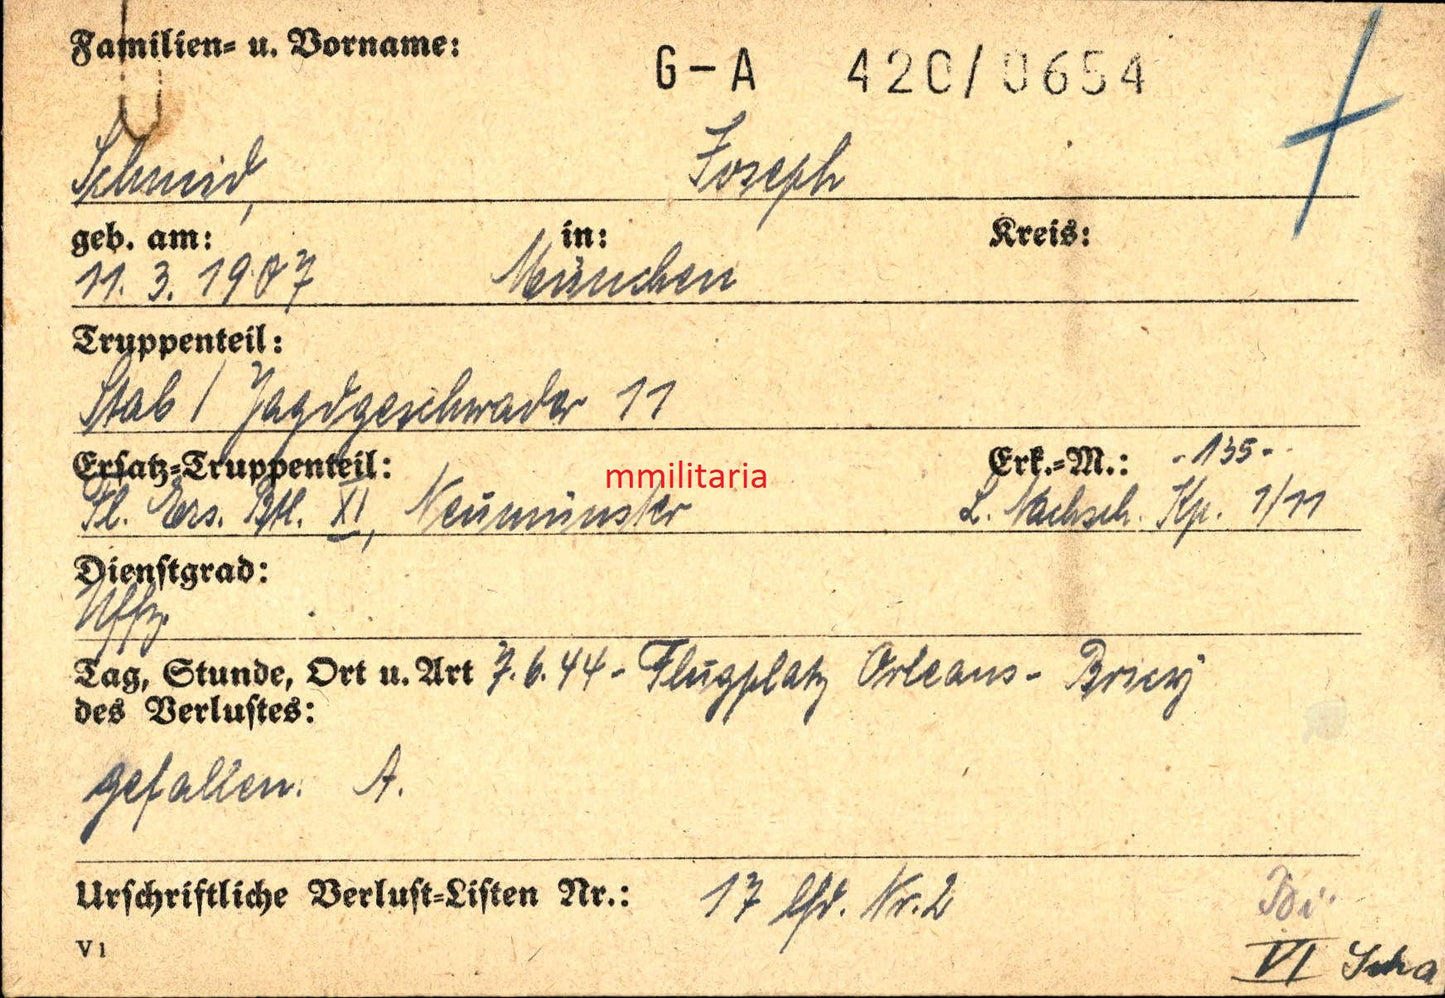 Familien- u. Vorname:
G-A 420/0654
Schmid, Joseph
geb. am: in: Kreis:
11. 3. 1907 München
Truppenteil:
Stab / Jagdgeschwader 11
Ersatz-Truppenteil: Erk.-M.: -135-
mmilitaria
Fl. Ers. Btl. XI, Neumünster L. Nachsch. Kp. 1/11
Dienstgrad:
Uffz.
Tag, Stunde, Ort u. Art 7.6.44 - Flugplatz Orleans - Bricy
des Verlustes:
gefallen. A.
Urschriftliche Verlust-Listen Nr.: 17 lfd. Nr. 2
V1
VI